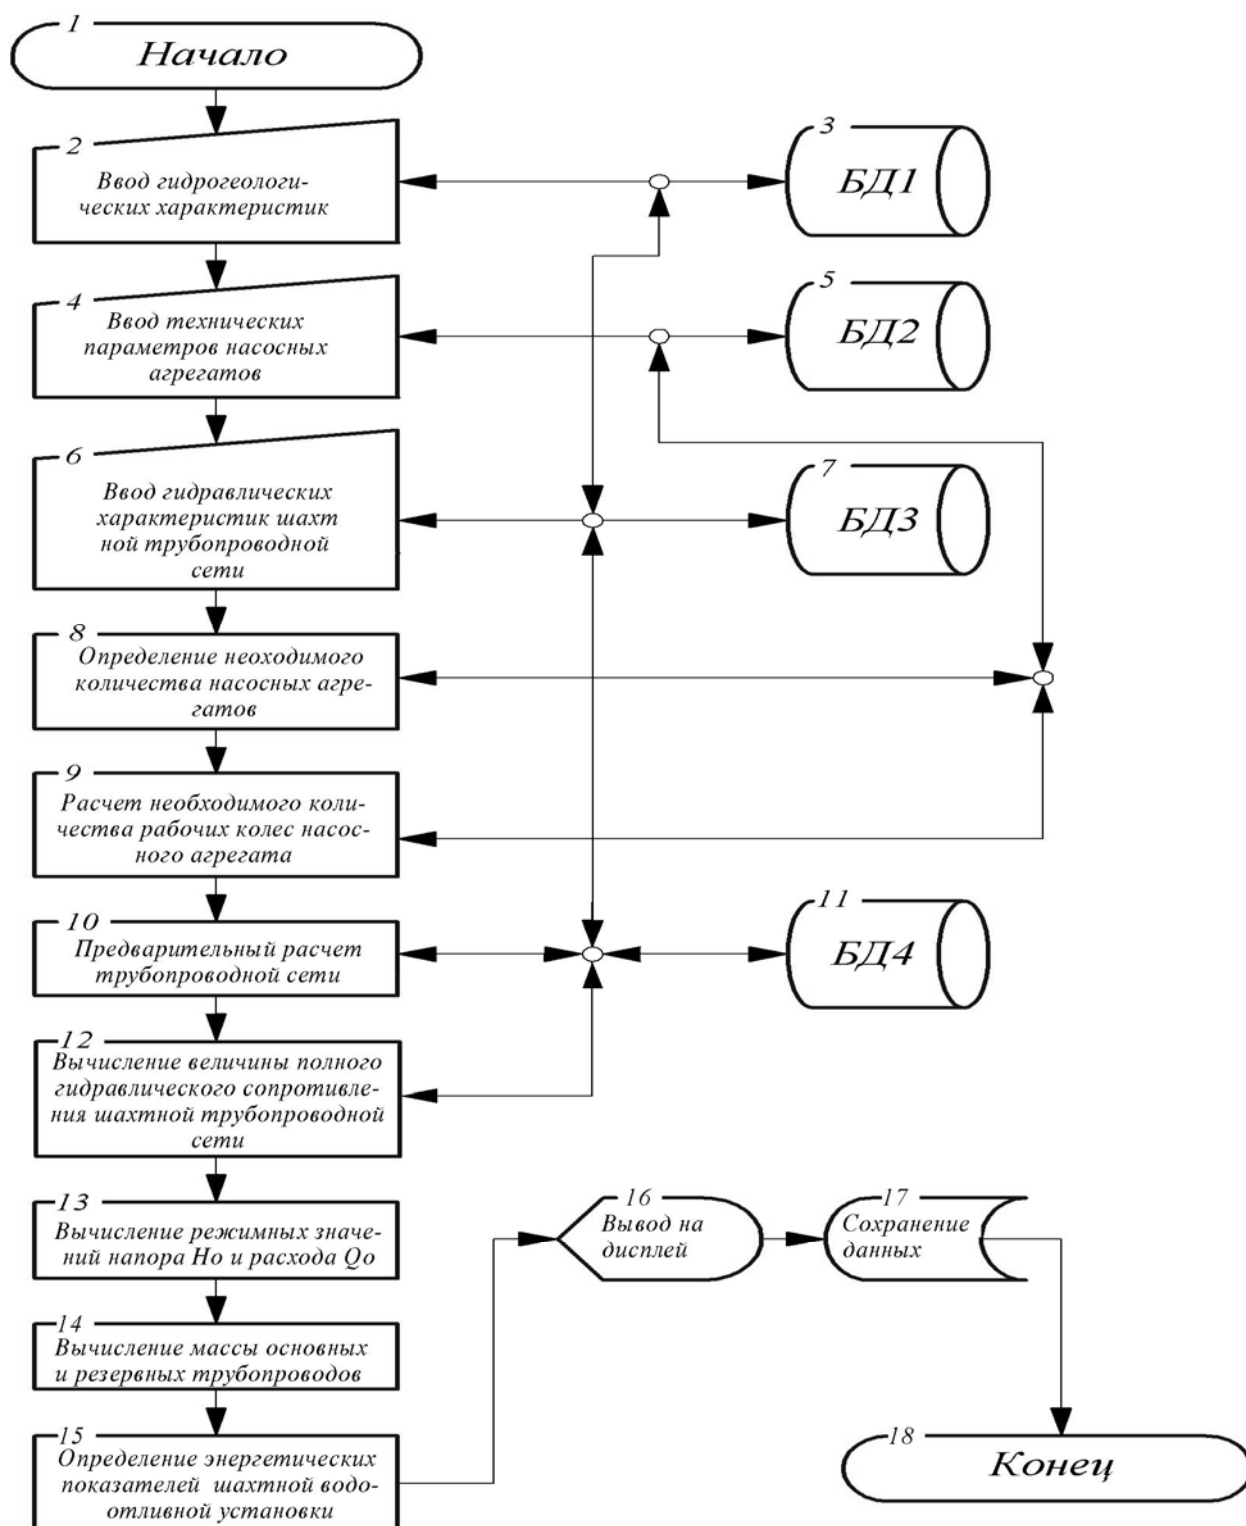 1
Начало
2
Ввод гидрогеологи-
ческих характеристик
3
БД1
4
Ввод технических
параметров насосных
агрегатов
5
БД2
6
Ввод гидравлических
характеристик шахт
ной трубопроводной
сети
7
БД3
8
Определение неоходимого
количества насосных агре-
гатов
9
Расчет необходимого коли-
чества рабочих колес насос-
ного агрегата
10
Предварительный расчет
трубопроводной сети
11
БД4
12
Вычисление величины полного
гидравлического сопротивле-
ния шахтной трубопроводной
сети
13
Вычисление режимных значе-
ний напора Но и расхода Qо
14
Вычисление массы основных
и резервных трубопроводов
15
Определение энергетических
показателей шахтной водо-
отливной установки
16
Вывод на
дисплей
17
Сохранение
данных
18
Конец